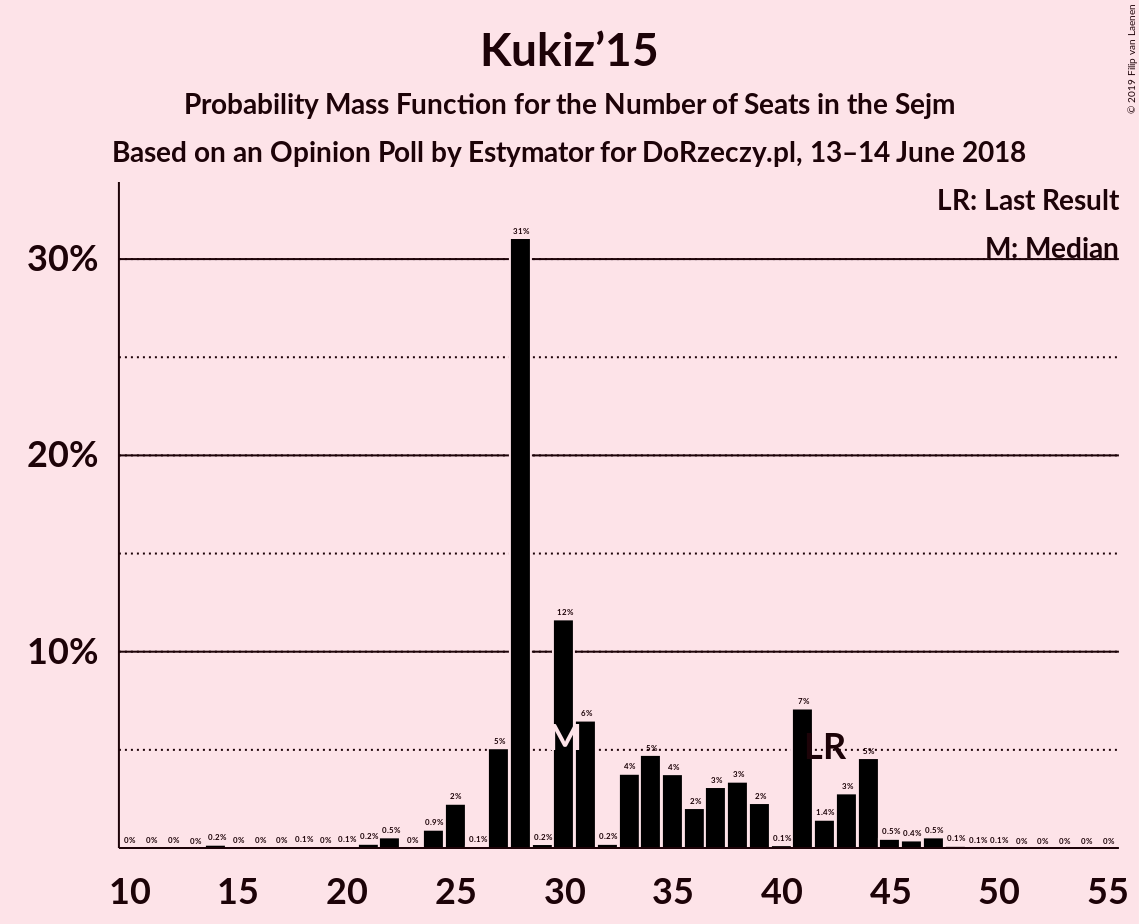 Kukiz’15
Probability Mass Function for the Number of Seats in the Sejm
Based on an Opinion Poll by Estymator for DoRzeczy.pl, 13–14 June 2018
© 2019 Filip van Laenen
LR: Last Result
M: Median
30%
20%
10%
0% 0% 0% 0% 0.2% 0% 0% 0% 0.1% 0% 0.1% 0.2% 0.5% 0% 0.9% 2% 0.1% 5% 31% 0.2% 12% 6% 0.2% 4% 5% 4% 2% 3% 3% 2% 0.1% 7% 1.4% 3% 5% 0.5% 0.4% 0.5% 0.1% 0.1% 0.1% 0% 0% 0% 0% 0%
M
LR
10 15 20 25 30 35 40 45 50 55